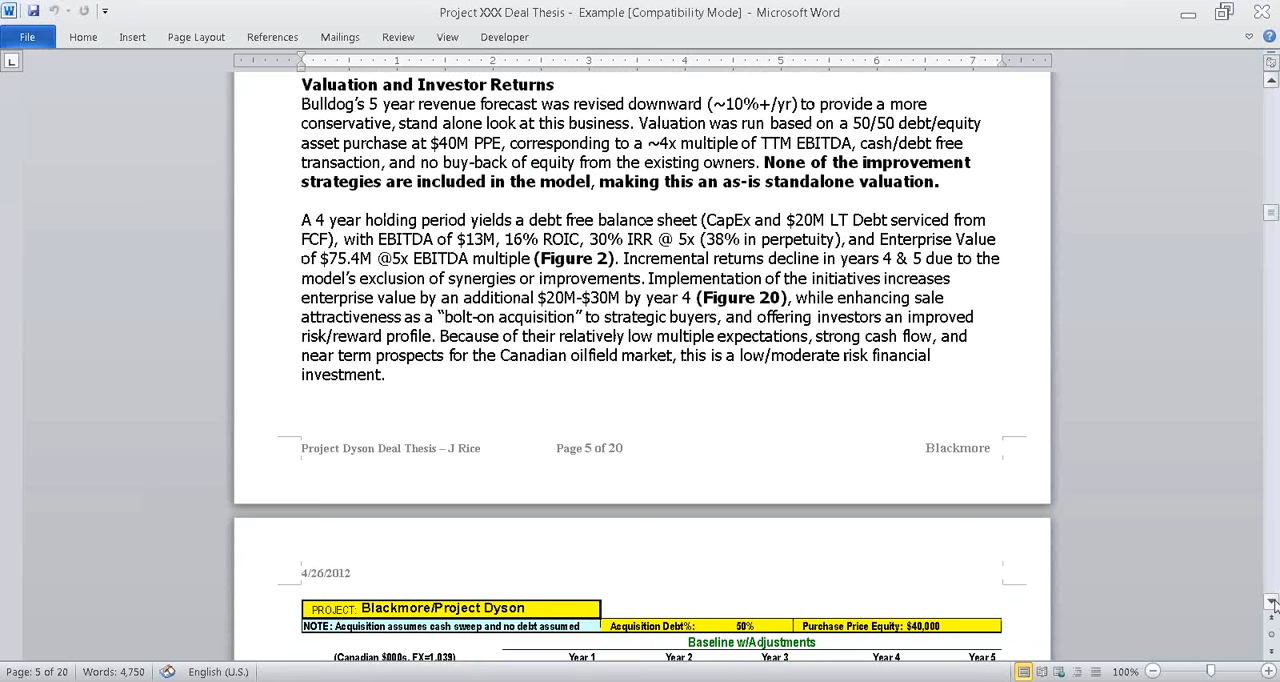 Project XXX Deal Thesis - Example [Compatibility Mode] - Microsoft Word
File Home Insert Page Layout References Mailings Review View Developer
1 2 3 4 5 6 7
Valuation and Investor Returns
Bulldog's 5 year revenue forecast was revised downward (~10%+/yr) to provide a more
conservative, stand alone look at this business. Valuation was run based on a 50/50 debt/equity
asset purchase at $40M PPE, corresponding to a ~4x multiple of TTM EBITDA, cash/debt free
transaction, and no buy-back of equity from the existing owners. None of the improvement
strategies are included in the model, making this an as-is standalone valuation.
A 4 year holding period yields a debt free balance sheet (CapEx and $20M LT Debt serviced from
FCF), with EBITDA of $13M, 16% ROIC, 30% IRR @ 5x (38% in perpetuity), and Enterprise Value
of $75.4M @5x EBITDA multiple (Figure 2). Incremental returns decline in years 4 & 5 due to the
model's exclusion of synergies or improvements. Implementation of the initiatives increases
enterprise value by an additional $20M-$30M by year 4 (Figure 20), while enhancing sale
attractiveness as a "bolt-on acquisition" to strategic buyers, and offering investors an improved
risk/reward profile. Because of their relatively low multiple expectations, strong cash flow, and
near term prospects for the Canadian oilfield market, this is a low/moderate risk financial
investment.
Project Dyson Deal Thesis – J Rice Page 5 of 20 Blackmore
4/26/2012
PROJECT: Blackmore/Project Dyson
NOTE: Acquisition assumes cash sweep and no debt assumed Acquisition Debt%: 50% Purchase Price Equity: $40,000
Baseline w/Adjustments
(Canadian $000s, FX=1.039) Year 1 Year 2 Year 3 Year 4 Year 5
Page: 5 of 20 Words: 4,750 English (U.S.) 100%